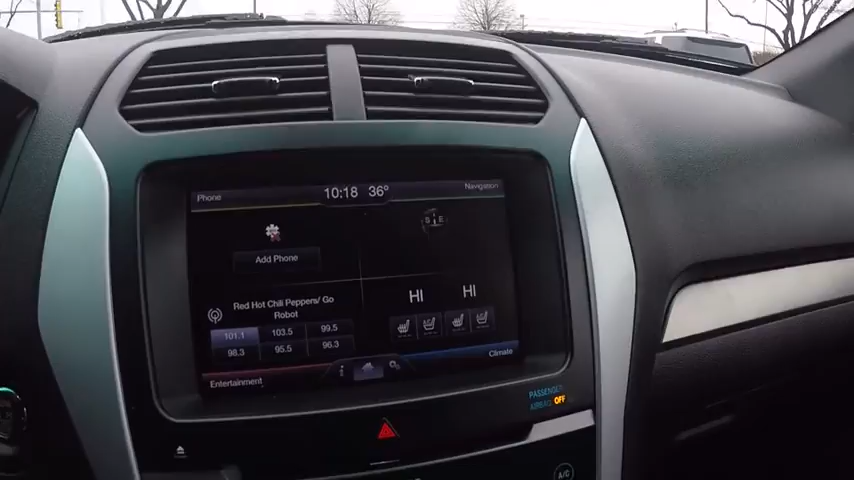 Phone
10:18 36°
Navigation
S E
Add Phone
Red Hot Chili Peppers/ Go
Robot
HI HI
101.1 103.5 99.5
98.3 95.5 96.3
A/C A/C
Climate
Entertainment
i
PASSENGER
AIRBAG OFF
A/C